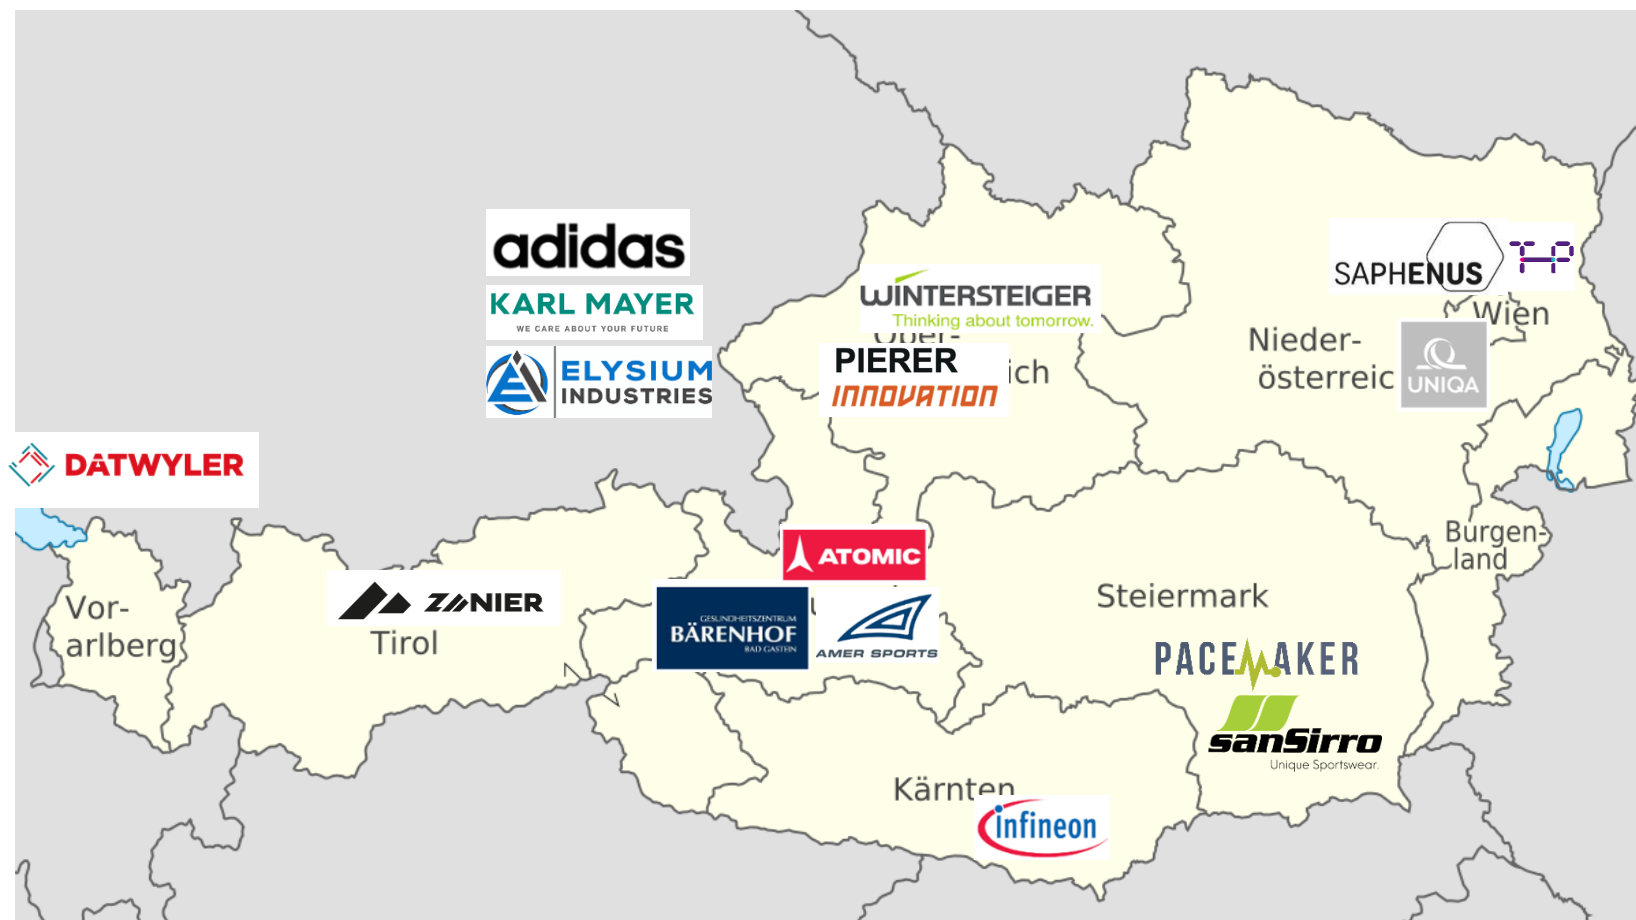 adidas
KARL MAYER
WE CARE ABOUT YOUR FUTURE
ELYSIUM
INDUSTRIES
DATWYLER
WINTERSTEIGER
Thinking about tomorrow.
Ober-
ich
PIERER
INNOVATION
SAPHENUS
THP
Wien
Nieder-
österreic
UNIQA
Burgen-
land
ATOMIC
GESUNDHEITSZENTRUM
BÄRENHOF
BAD GASTEIN
AMER SPORTS
ZANIER
Tirol
Vor-
arlberg
Steiermark
PACEMAKER
sanSirro
Unique Sportswear.
Kärnten
infineon